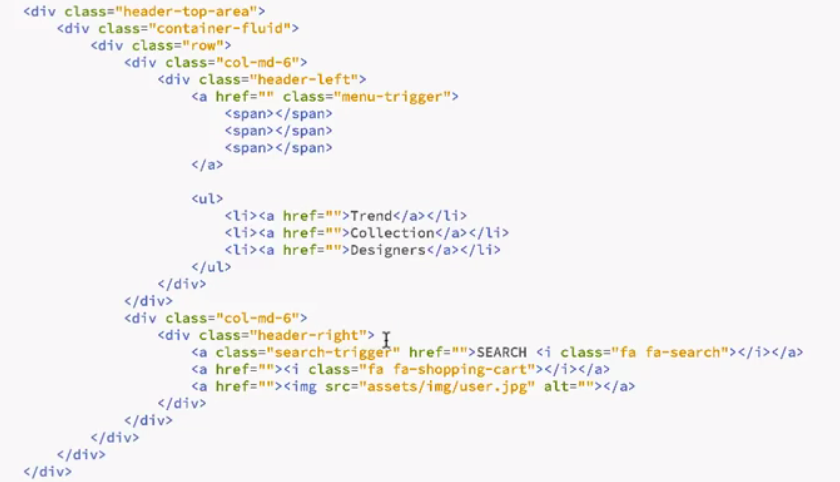 <div class="header-top-area">
<div class="container-fluid">
<div class="row">
<div class="col-md-6">
<div class="header-left">
<a href="" class="menu-trigger">
<span></span>
<span></span>
<span></span>
</a>
<ul>
<li><a href="">Trend</a></li>
<li><a href="">Collection</a></li>
<li><a href="">Designers</a></li>
</ul>
</div>
</div>
<div class="col-md-6">
<div class="header-right">
<a class="search-trigger" href="">SEARCH <i class="fa fa-search"></i></a>
<a href=""><i class="fa fa-shopping-cart"></i></a>
<a href=""><img src="assets/img/user.jpg" alt=""></a>
</div>
</div>
</div>
</div>
</div>